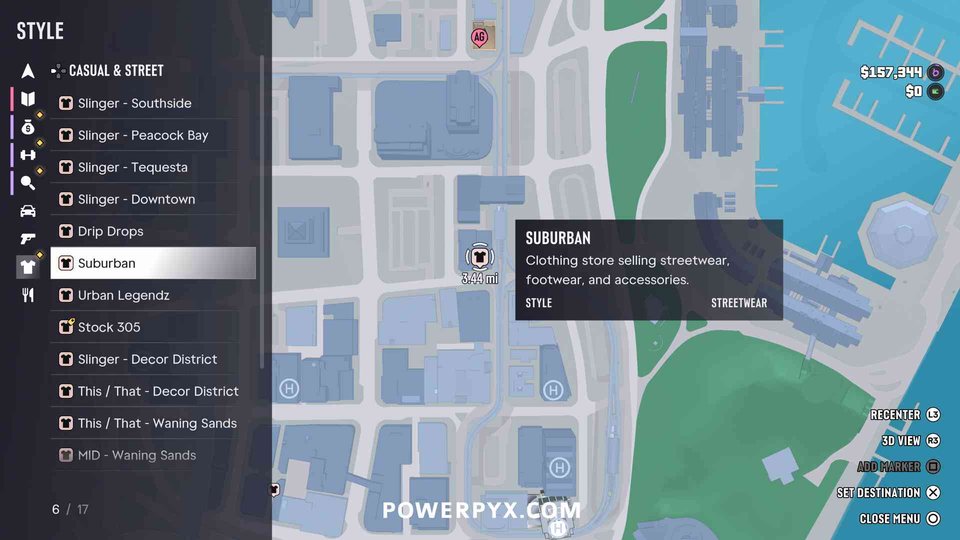 STYLE
CASUAL & STREET
Slinger - Southside
Slinger - Peacock Bay
Slinger - Tequesta
Slinger - Downtown
Drip Drops
Suburban
Urban Legendz
Stock 305
Slinger - Decor District
This / That - Decor District
This / That - Waning Sands
MID - Waning Sands
6 / 17
AG
3.44 mi
SUBURBAN
Clothing store selling streetwear,
footwear, and accessories.
STYLE STREETWEAR
H
H
H
H
$157,344
$0
RECENTER L3
3D VIEW R3
ADD MARKER
SET DESTINATION
CLOSE MENU
POWERPYX.COM